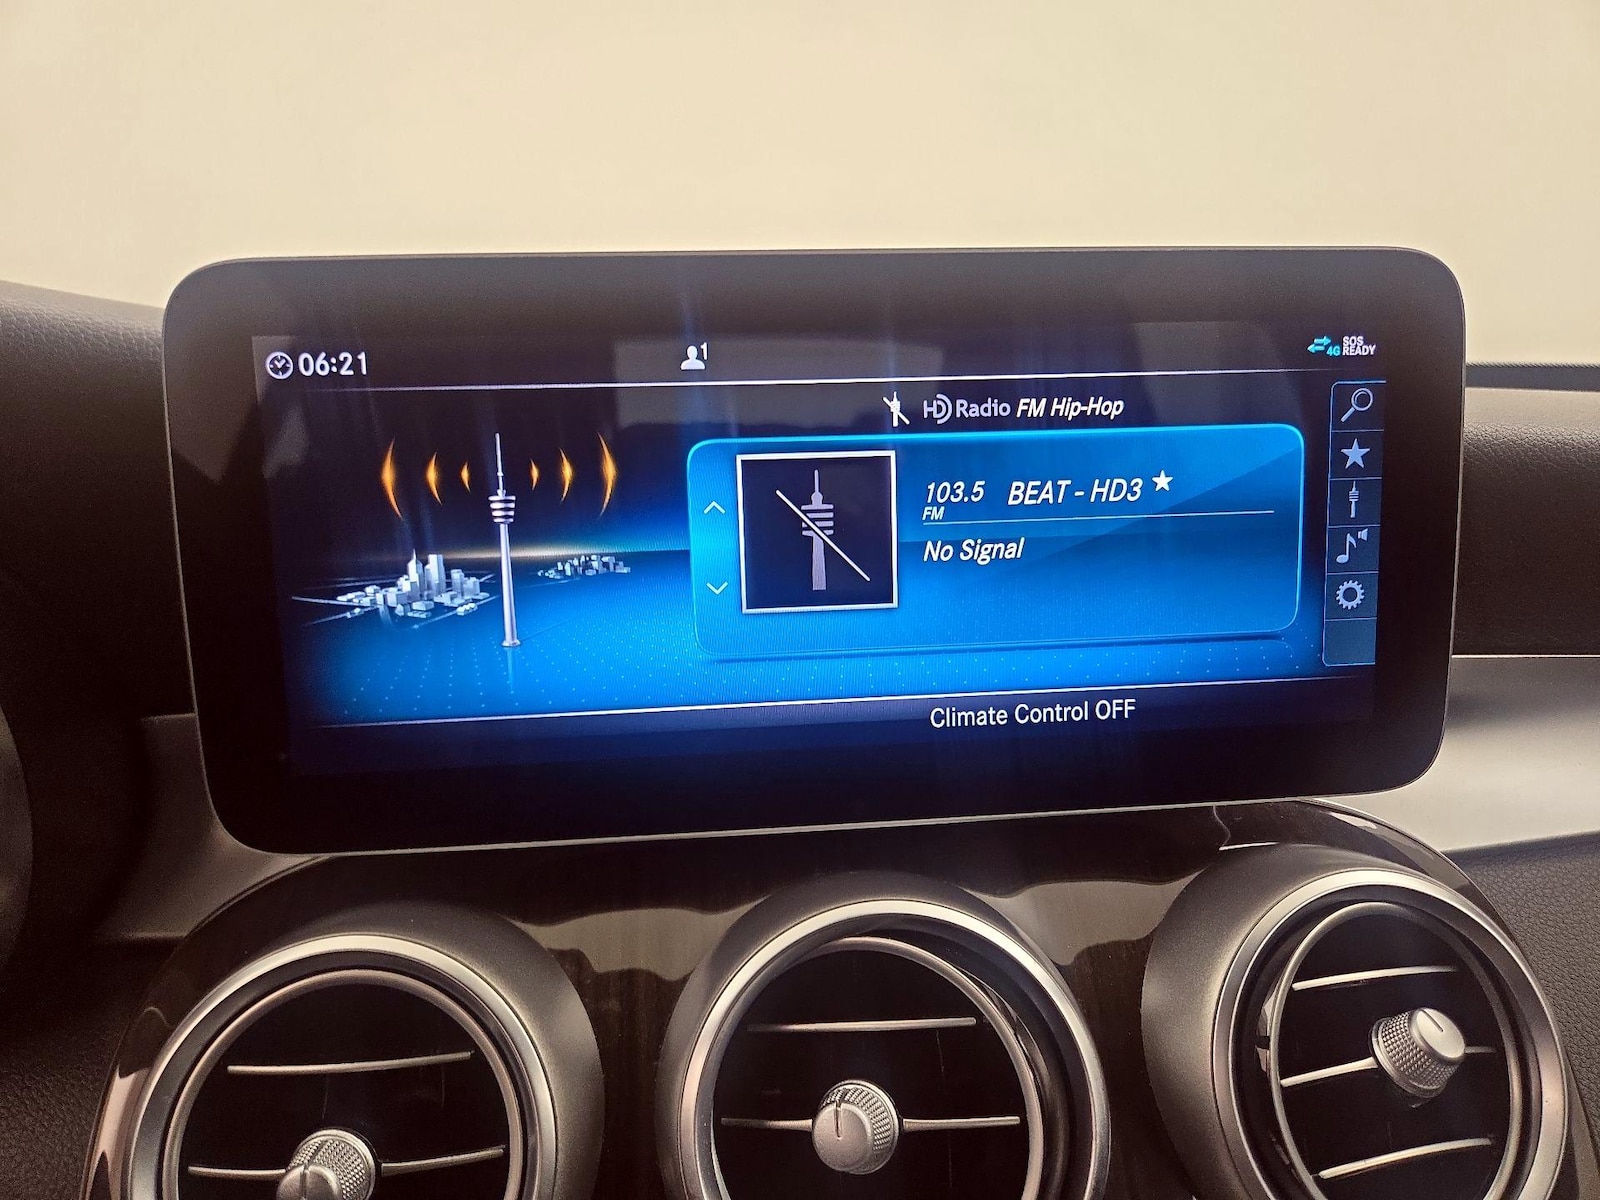 06:21
1
4G SOS READY
HD Radio FM Hip-Hop
103.5 FM BEAT - HD3
No Signal
Climate Control OFF